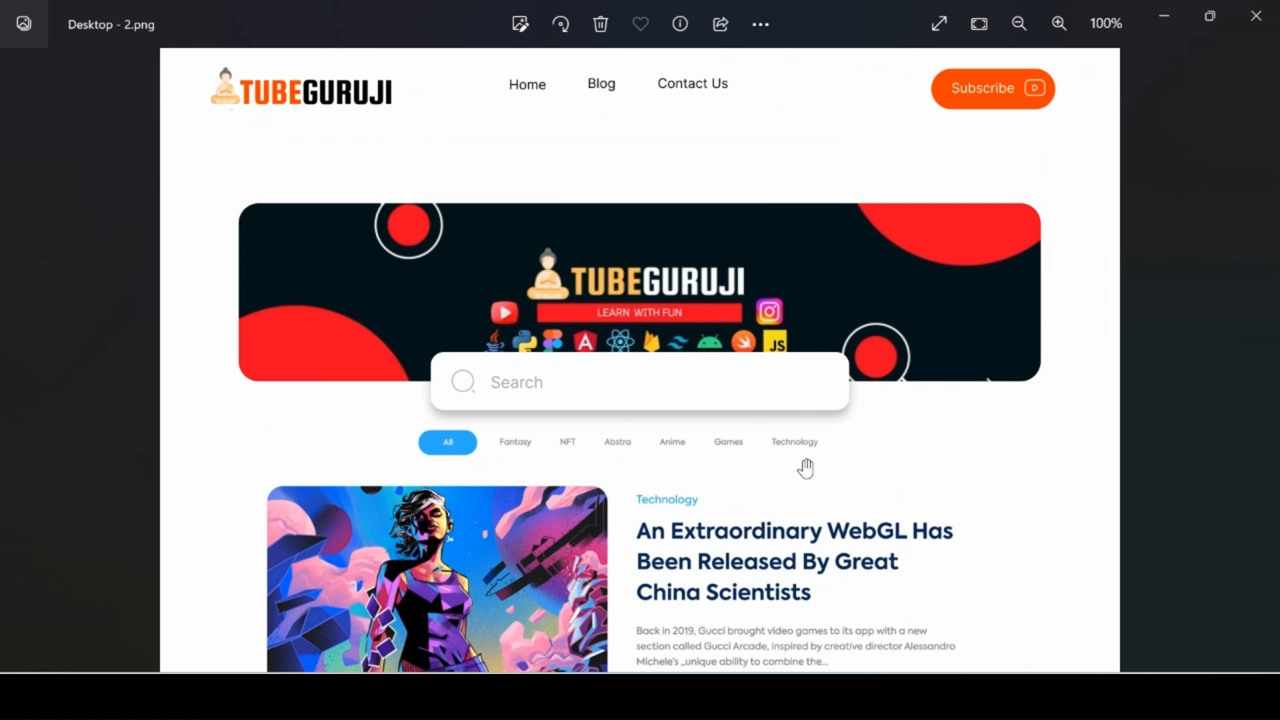 Desktop - 2.png
100%
TUBEGURUJI
Home
Blog
Contact Us
Subscribe
TUBEGURUJI
LEARN WITH FUN
JS
Search
All
Fantasy
NFT
Abstra
Anime
Games
Technology
Technology
An Extraordinary WebGL Has
Been Released By Great
China Scientists
Back in 2019, Gucci brought video games to its app with a new
section called Gucci Arcade, inspired by creative director Alessandro
Michele's „unique ability to combine the...